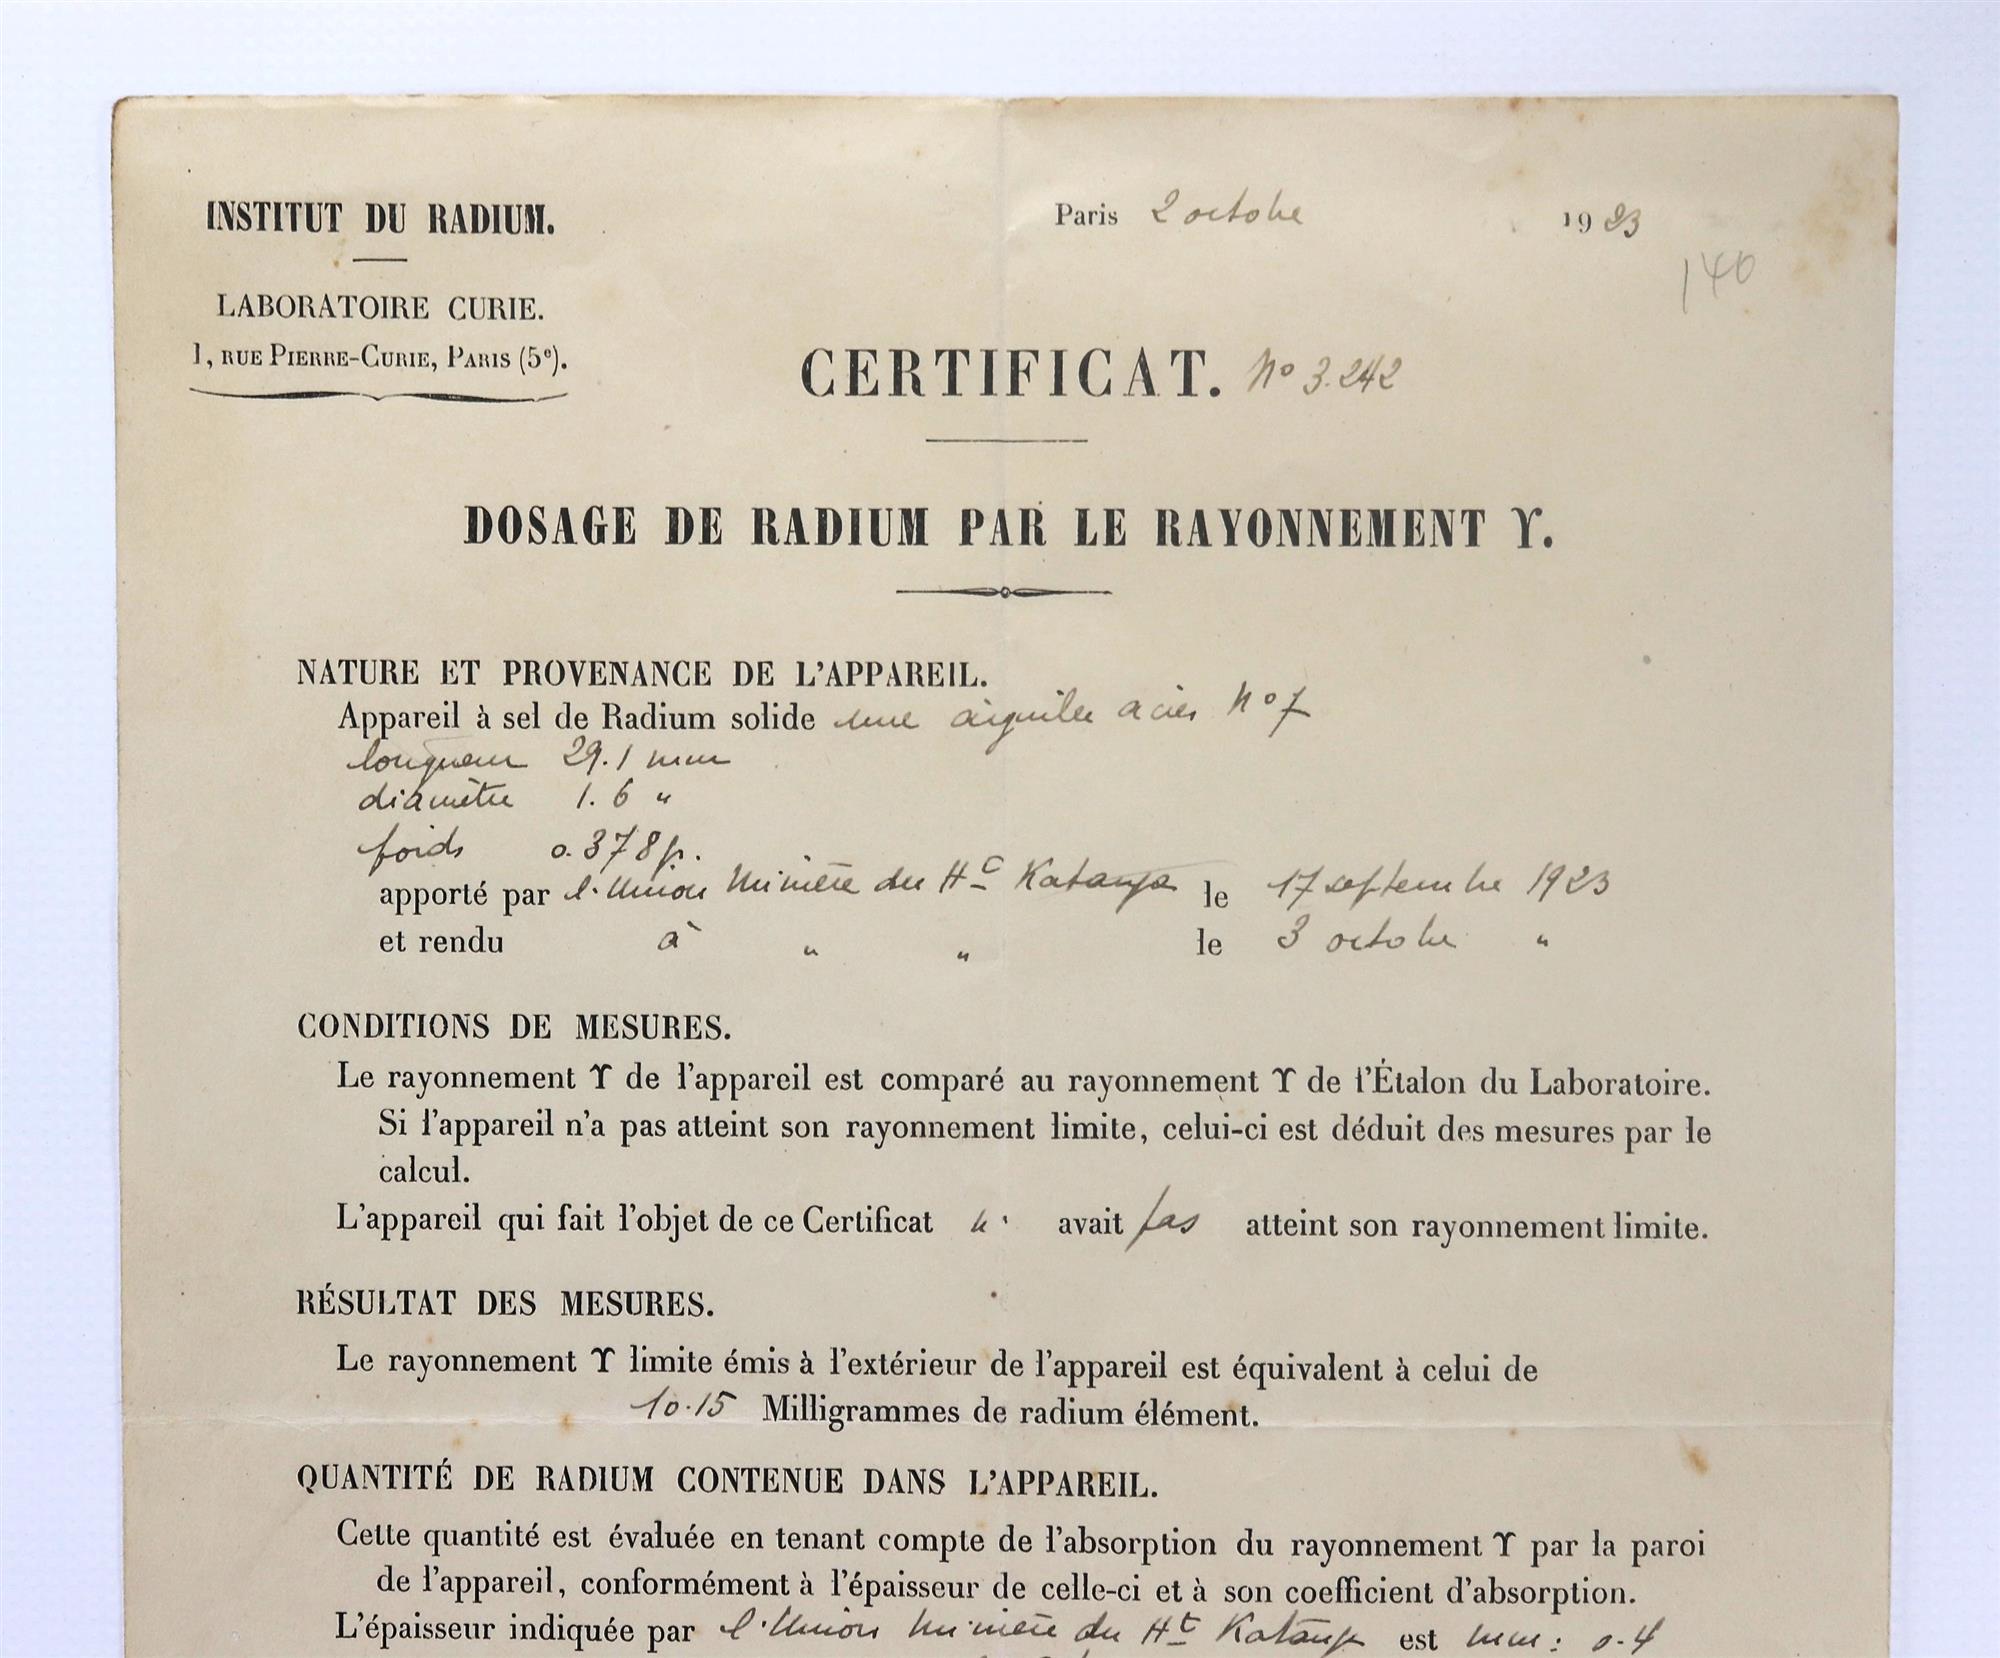 INSTITUT DU RADIUM.
LABORATOIRE CURIE.
1, RUE PIERRE-CURIE, PARIS (5e).
Paris 2 octobre 1923
140
CERTIFICAT. No 3.242
DOSAGE DE RADIUM PAR LE RAYONNEMENT ϒ.
NATURE ET PROVENANCE DE L'APPAREIL.
Appareil à sel de Radium solide une aiguille acier No 7
longueur 29.1 mm
diamètre 1.6 "
poids 0.378 gr.
apporté par l'Union Minière du Ht Katanga le 17 septembre 1923
et rendu à " " le 3 octobre "
CONDITIONS DE MESURES.
Le rayonnement ϒ de l'appareil est comparé au rayonnement ϒ de l'Étalon du Laboratoire.
Si l'appareil n'a pas atteint son rayonnement limite, celui-ci est déduit des mesures par le
calcul.
L'appareil qui fait l'objet de ce Certificat n' avait pas atteint son rayonnement limite.
RÉSULTAT DES MESURES.
Le rayonnement ϒ limite émis à l'extérieur de l'appareil est équivalent à celui de
10.15 Milligrammes de radium élément.
QUANTITÉ DE RADIUM CONTENUE DANS L'APPAREIL.
Cette quantité est évaluée en tenant compte de l'absorption du rayonnement ϒ par la paroi
de l'appareil, conformément à l'épaisseur de celle-ci et à son coefficient d'absorption.
L'épaisseur indiquée par l'Union Minière du Ht Katanga est mm: 0.4